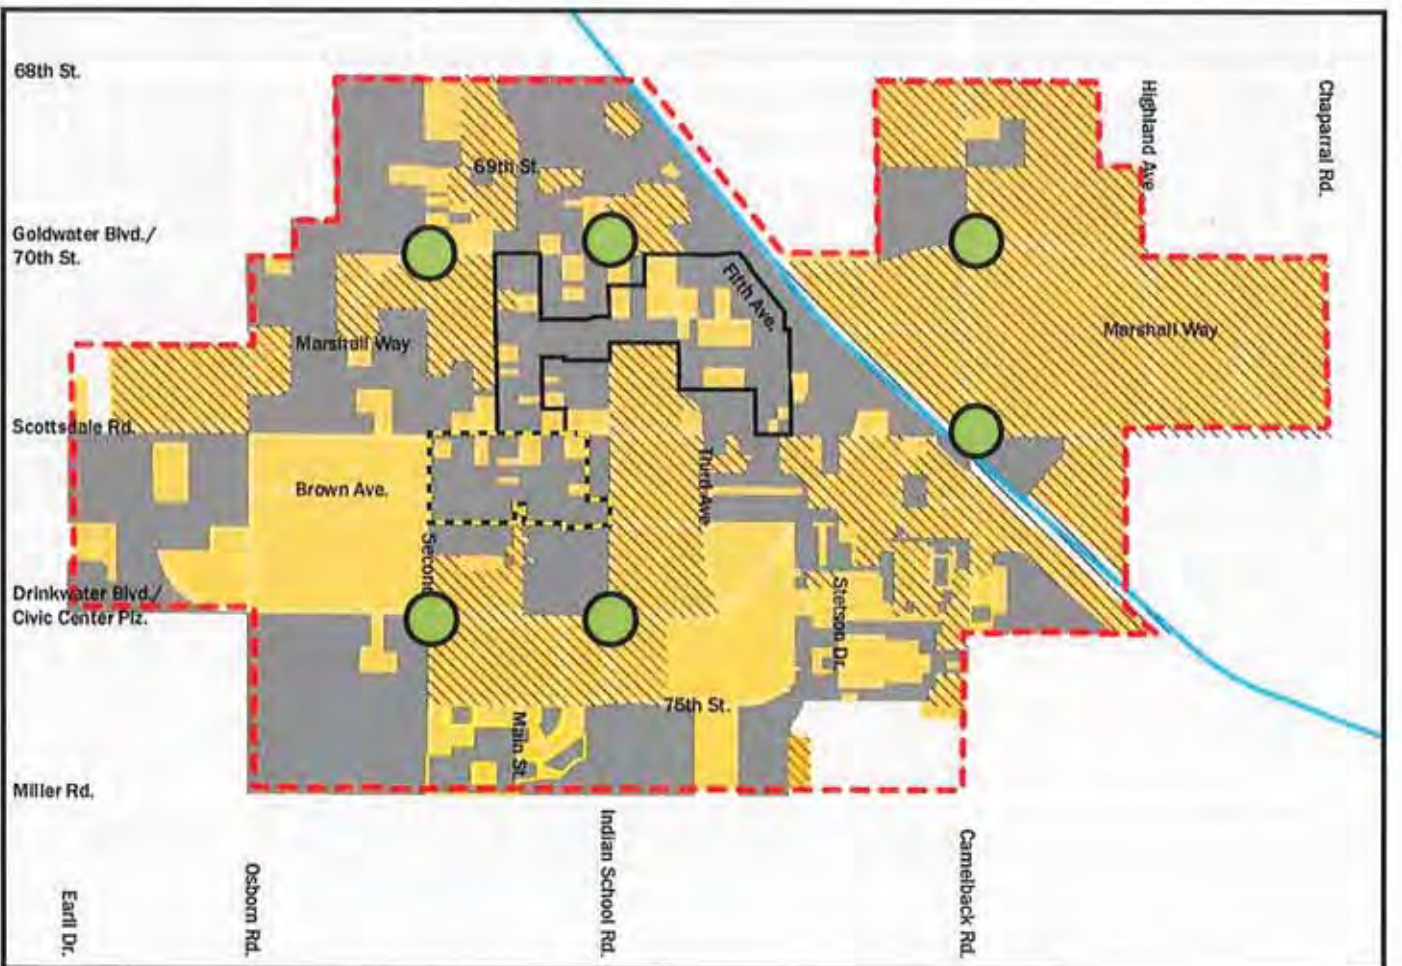 68th St.
Highland Ave
Chaparral Rd.
69th St.
Goldwater Blvd./
70th St.
Fifth Ave.
Marshall Way
Marshall Way
Scottsdale Rd.
Third Ave.
Brown Ave.
Second
Drinkwater Blvd./
Civic Center Plz.
Stetson Dr.
75th St.
Main St.
Miller Rd.
Indian School Rd.
Camelback Rd.
Osborn Rd.
Earll Dr.